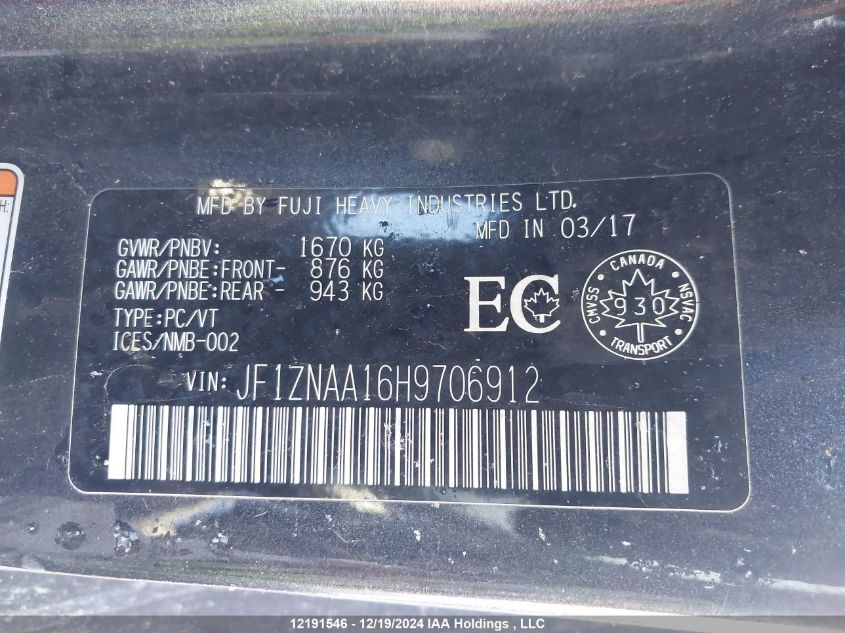 H:
MFD BY FUJI HEAVY INDUSTRIES LTD.
MFD IN 03/17
GVWR/PNBV: 1670 KG
GAWR/PNBE:FRONT- 876 KG
GAWR/PNBE:REAR - 943 KG
TYPE:PC/VT
ICES/NMB-002
EC
CANADA
CMVSS 930 NSVAC
TRANSPORT
VIN: JF1ZNAA16H9706912
12191546 - 12/19/2024 IAA Holdings , LLC